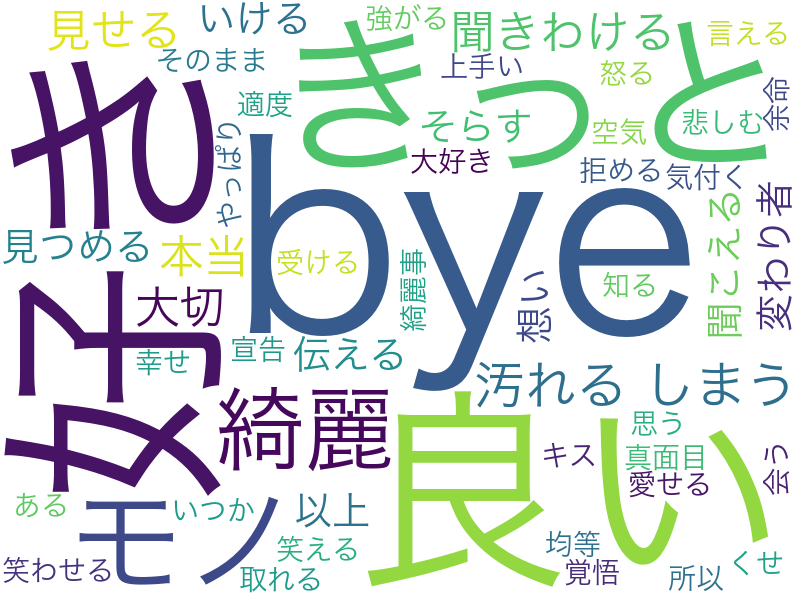 見せる
いける
強がる
聞きわける
言える
そのまま
きっと
上手い
怒る
余命
適度
そらす
空気
悲しむ
好き
やっぱり
大好き
拒める
気付く
bye
見つめる
本当
受ける
綺麗事
聞こえる
変わり者
大切
知る
想い
幸せ
宣告
伝える
汚れる
しまう
綺麗
良い
思う
キス
真面目
会う
愛せる
ある
モノ
いつか
以上
笑える
均等
くせ
笑わせる
取れる
覚悟
所以